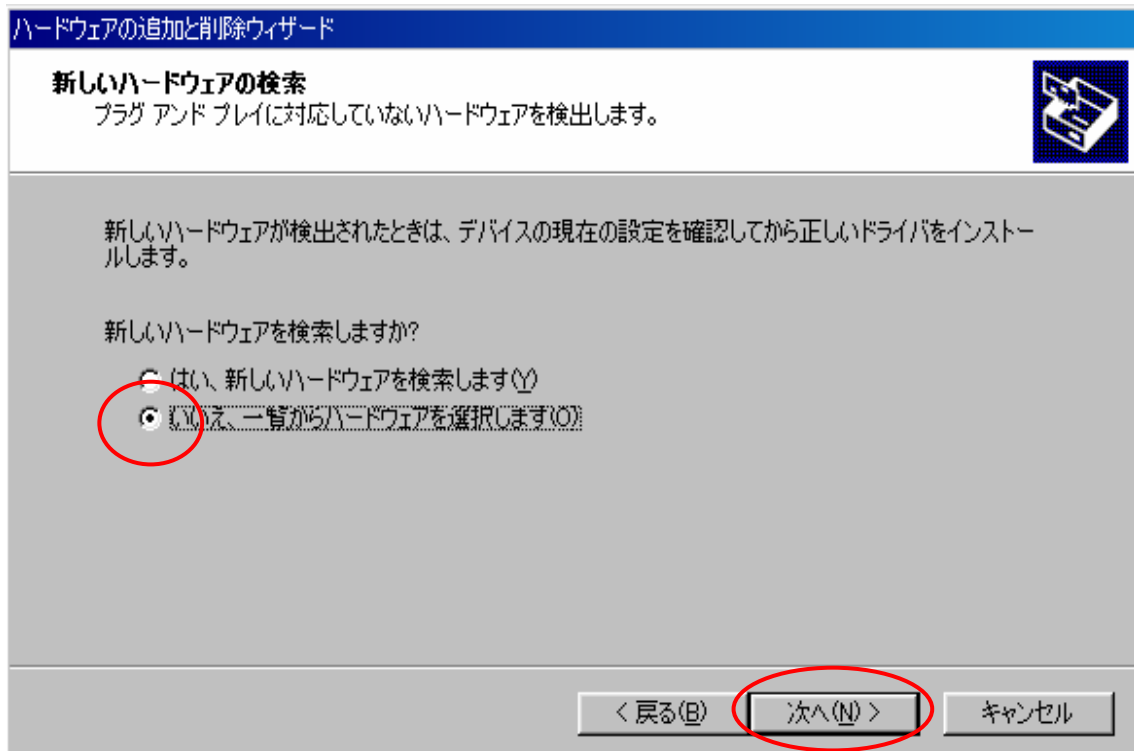 ハードウェアの追加と削除ウィザード
新しいハードウェアの検索
プラグ アンド プレイに対応していないハードウェアを検出します。
新しいハードウェアが検出されたときは、デバイスの現在の設定を確認してから正しいドライバをインストー
ルします。
新しいハードウェアを検索しますか?
はい、新しいハードウェアを検索します(Y)
いいえ、一覧からハードウェアを選択します(O)
< 戻る(B) 次へ(N) > キャンセル